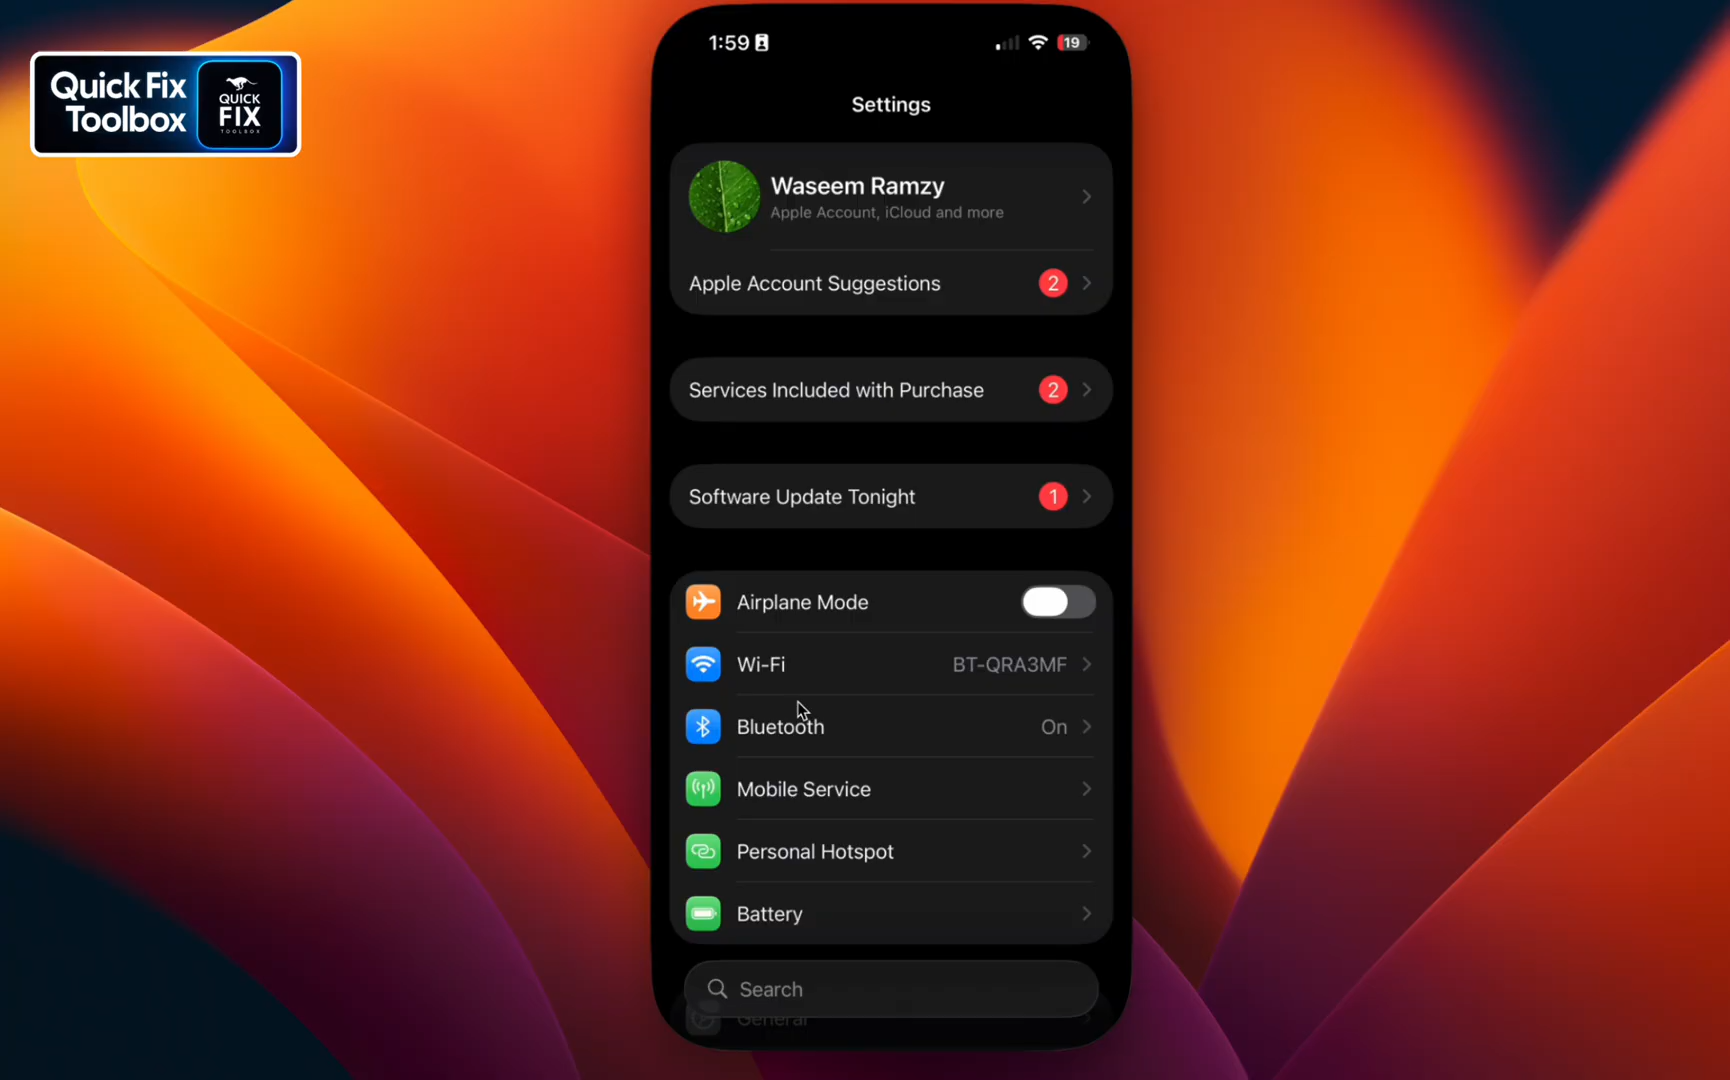 Quick Fix
Toolbox
QUICK
FIX
TOOLBOX
1:59
19
Settings
Waseem Ramzy
Apple Account, iCloud and more
Apple Account Suggestions
2
Services Included with Purchase
2
Software Update Tonight
1
Airplane Mode
Wi-Fi
BT-QRA3MF
Bluetooth
On
Mobile Service
Personal Hotspot
Battery
Search
General